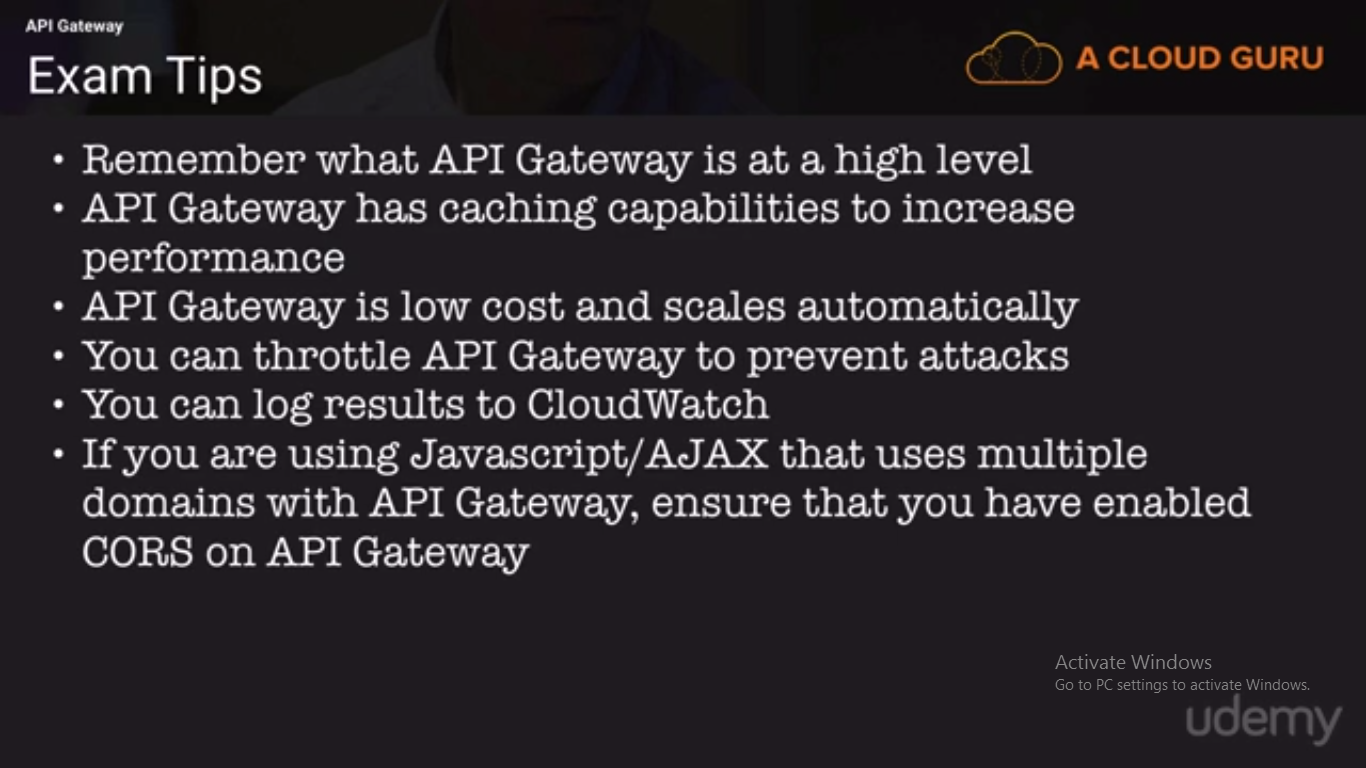 API Gateway
Exam Tips
A CLOUD GURU
• Remember what API Gateway is at a high level
• API Gateway has caching capabilities to increase
performance
• API Gateway is low cost and scales automatically
• You can throttle API Gateway to prevent attacks
• You can log results to CloudWatch
• If you are using Javascript/AJAX that uses multiple
domains with API Gateway, ensure that you have enabled
CORS on API Gateway
Activate Windows
Go to PC settings to activate Windows.
udemy